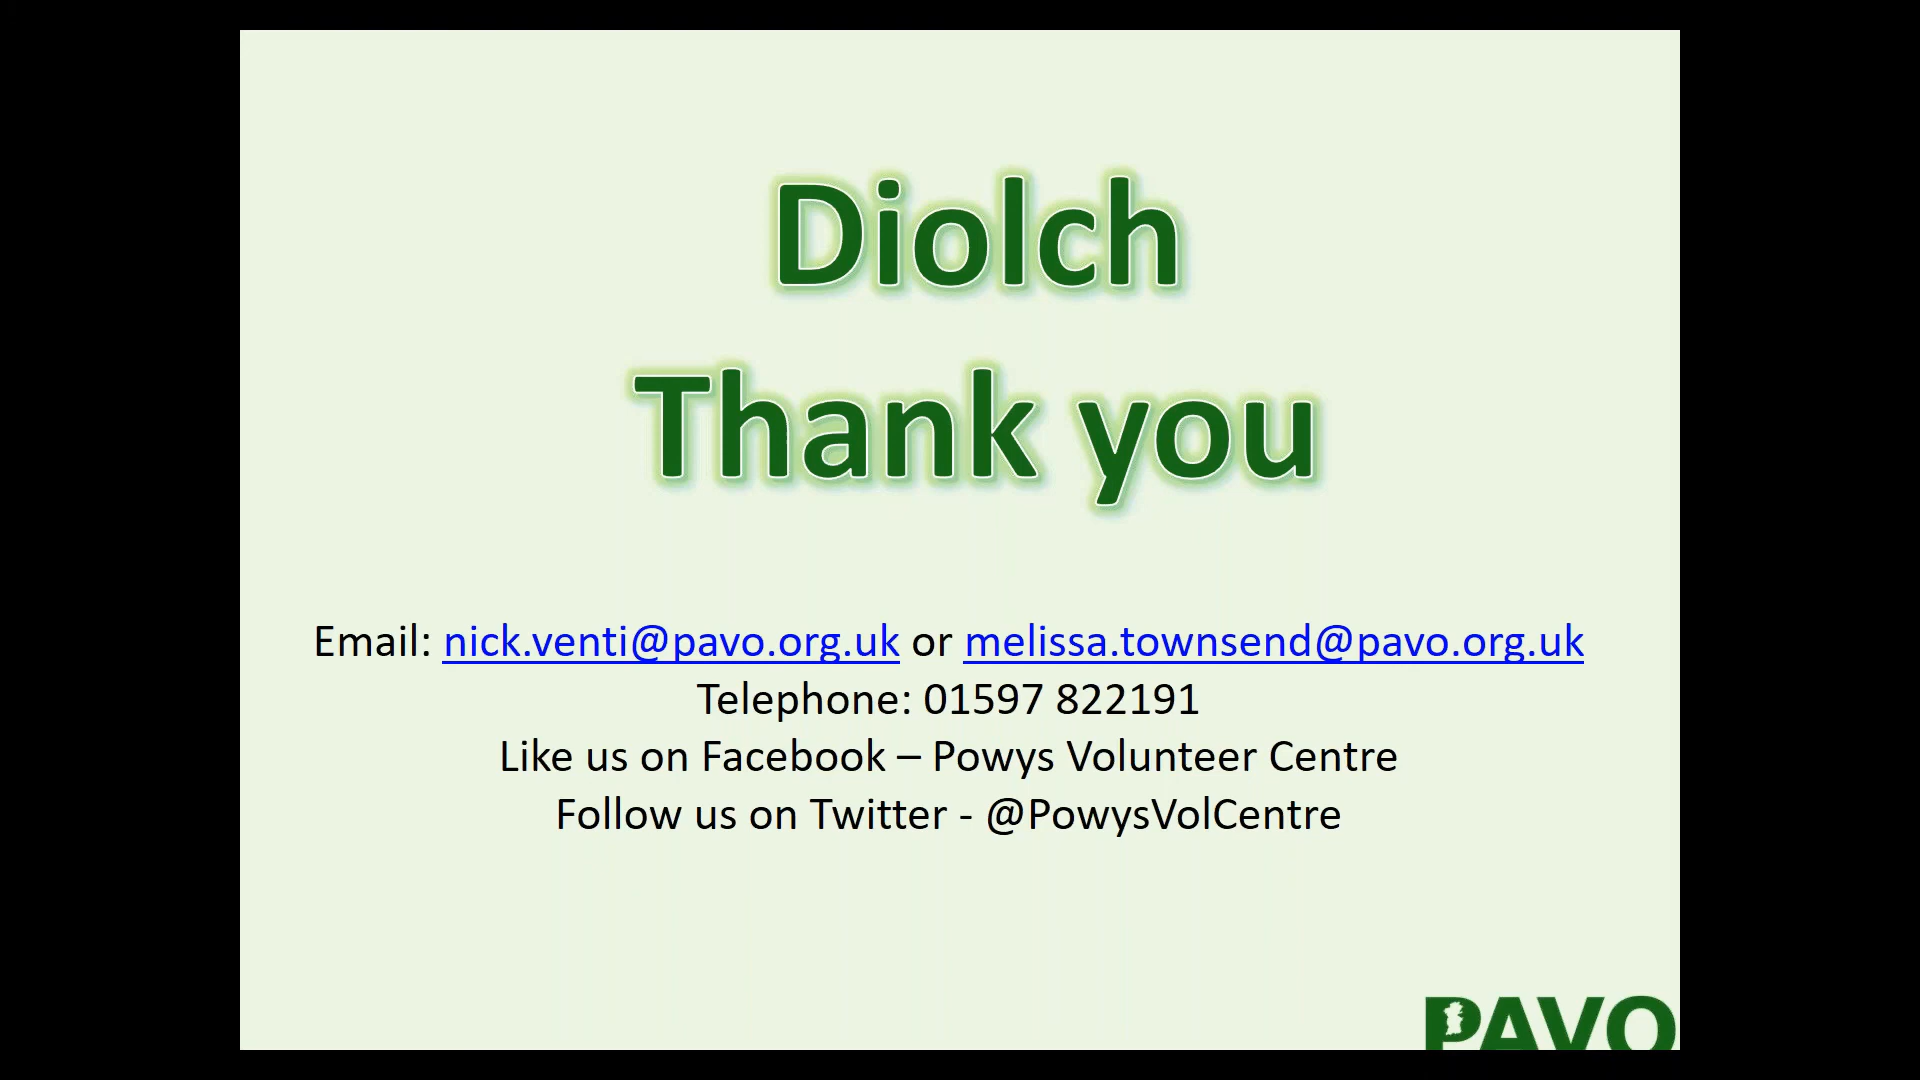 Diolch
Thank you
Email: nick.venti@pavo.org.uk or melissa.townsend@pavo.org.uk
Telephone: 01597 822191
Like us on Facebook – Powys Volunteer Centre
Follow us on Twitter - @PowysVolCentre
PAVO